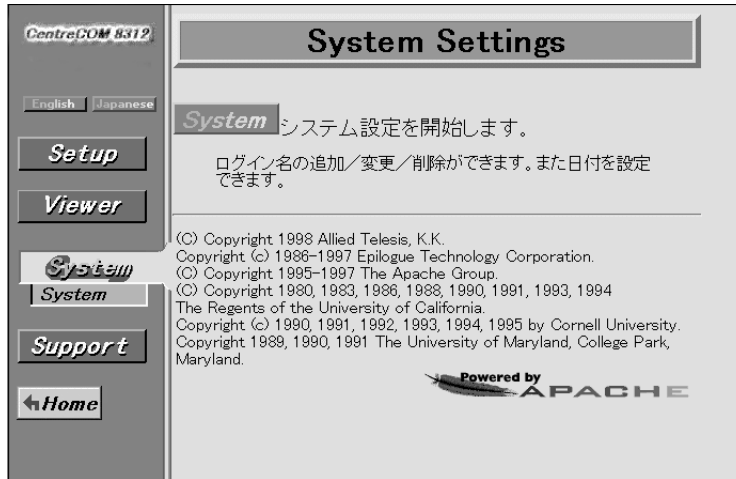 CentreCOM 8312
English Japanese
Setup
Viewer
System
System
Support
Home
System Settings
System システム設定を開始します。
ログイン名の追加／変更／削除ができます。また日付を設定
できます。
(C) Copyright 1998 Allied Telesis, K.K.
Copyright (c) 1986-1997 Epilogue Technology Corporation.
(C) Copyright 1995-1997 The Apache Group.
(C) Copyright 1980, 1983, 1986, 1988, 1990, 1991, 1993, 1994
The Regents of the University of California.
Copyright (c) 1990, 1991, 1992, 1993, 1994, 1995 by Cornell University.
Copyright 1989, 1990, 1991 The University of Maryland, College Park,
Maryland.
Powered by
APACHE